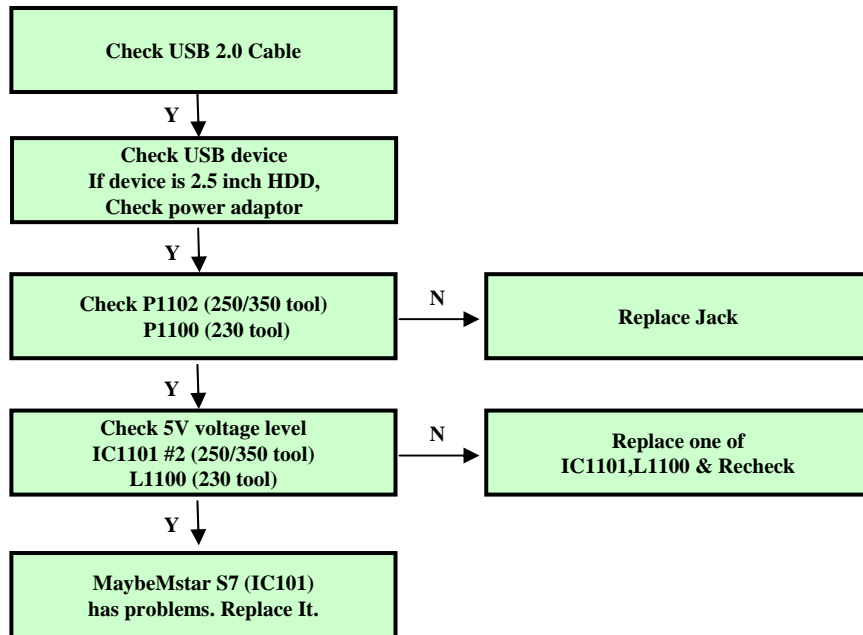 Check USB 2.0 Cable
Y
Check USB device
If device is 2.5 inch HDD,
Check power adaptor
Y
Check P1102 (250/350 tool)
P1100 (230 tool)
N
Replace Jack
Y
Check 5V voltage level
IC1101 #2 (250/350 tool)
L1100 (230 tool)
N
Replace one of
IC1101,L1100 & Recheck
Y
MaybeMstar S7 (IC101)
has problems. Replace It.